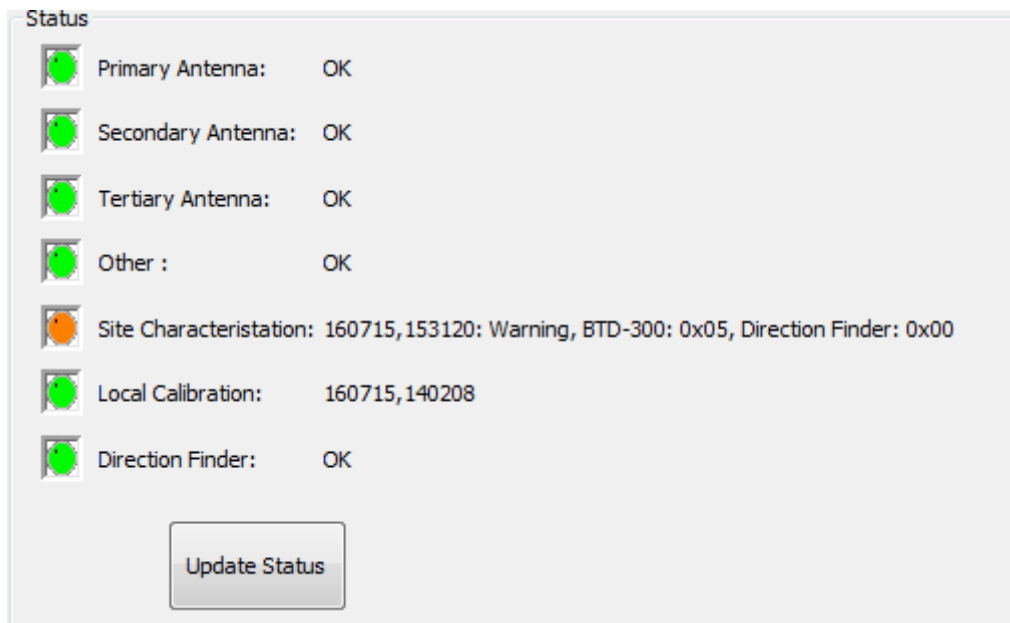 Status
Primary Antenna: OK
Secondary Antenna: OK
Tertiary Antenna: OK
Other : OK
Site Characteristation: 160715,153120: Warning, BTD-300: 0x05, Direction Finder: 0x00
Local Calibration: 160715,140208
Direction Finder: OK
Update Status